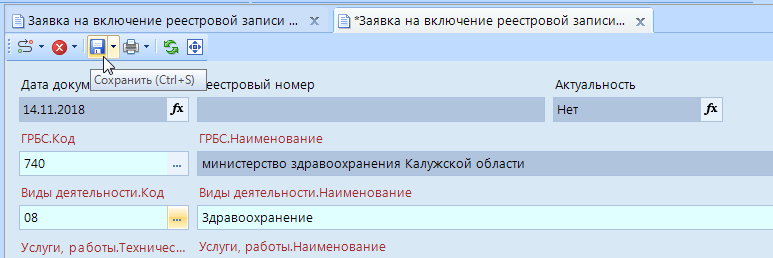 Заявка на включение реестровой записи ...
*Заявка на включение реестровой записи...
Сохранить (Ctrl+S)
Дата докум
еестровый номер
Актуальность
14.11.2018
fx
Нет
fx
ГРБС.Код
ГРБС.Наименование
740
...
министерство здравоохранения Калужской области
Виды деятельности.Код
Виды деятельности.Наименование
08
...
Здравоохранение
Услуги, работы.Техничес...
Услуги, работы.Наименование